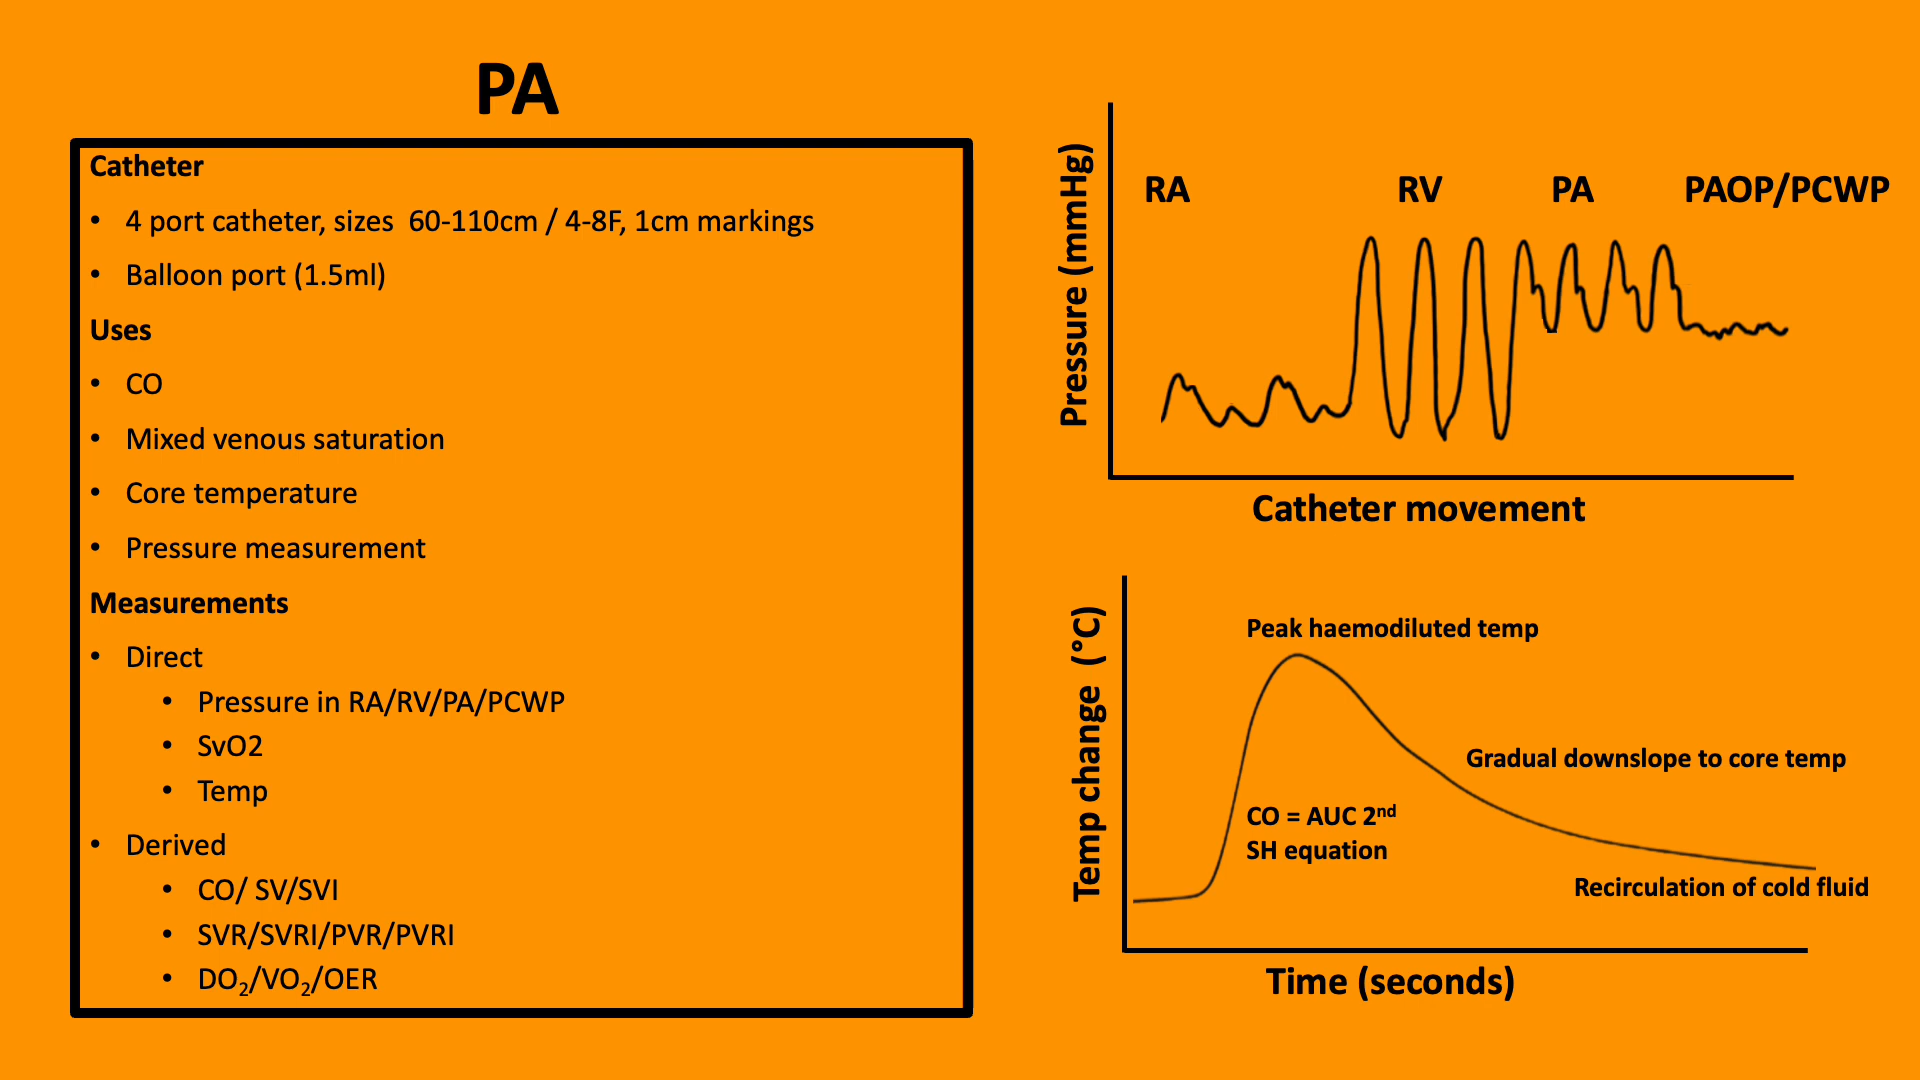 PA
Catheter
• 4 port catheter, sizes  60-110cm / 4-8F, 1cm markings
• Balloon port (1.5ml)
Uses
• CO
• Mixed venous saturation
• Core temperature
• Pressure measurement
Measurements
• Direct
• Pressure in RA/RV/PA/PCWP
• SvO2
• Temp
• Derived
• CO/ SV/SVI
• SVR/SVRI/PVR/PVRI
• DO₂/VO₂/OER
Pressure (mmHg)
RA
RV
PA
PAOP/PCWP
Catheter movement
Temp change  (°C)
Peak haemodiluted temp
Gradual downslope to core temp
CO = AUC 2nd
SH equation
Recirculation of cold fluid
Time (seconds)